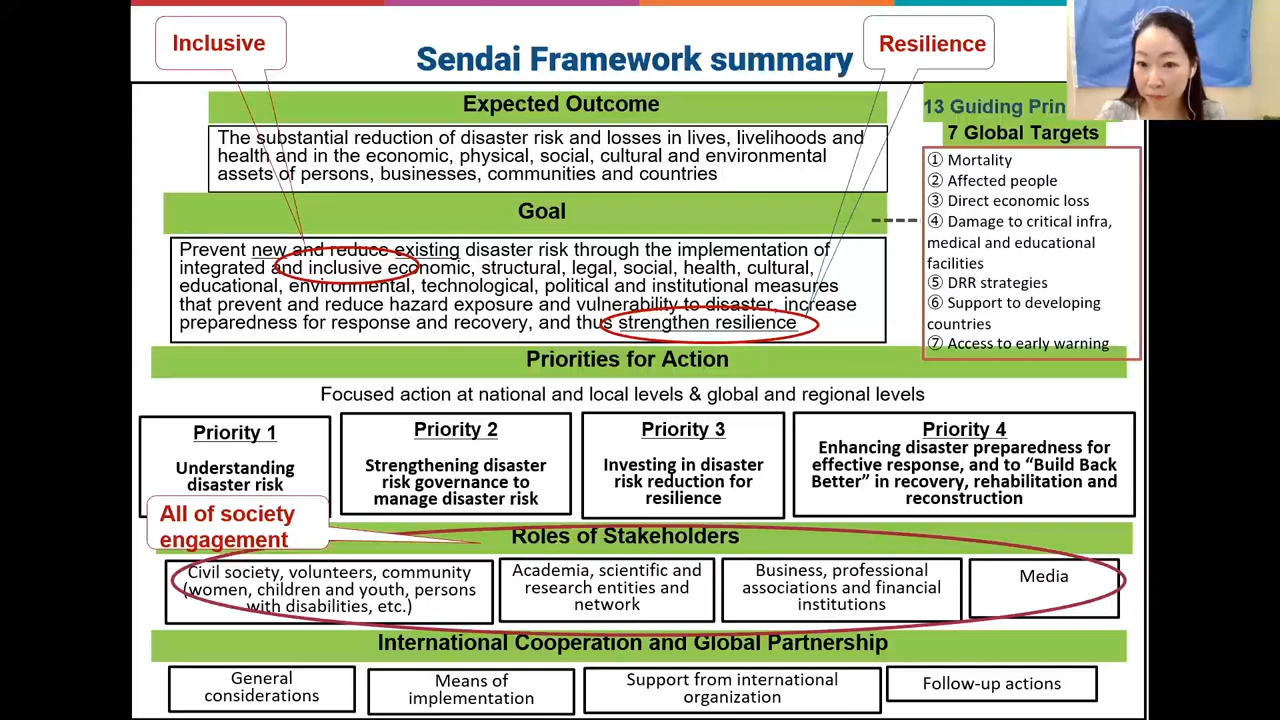 Inclusive
Resilience
Sendai Framework summary
Expected Outcome
The substantial reduction of disaster risk and losses in lives, livelihoods and
health and in the economic, physical, social, cultural and environmental
assets of persons, businesses, communities and countries
13 Guiding Prin
7 Global Targets
① Mortality
② Affected people
③ Direct economic loss
④ Damage to critical infra,
medical and educational
facilities
⑤ DRR strategies
⑥ Support to developing
countries
⑦ Access to early warning
Goal
Prevent new and reduce existing disaster risk through the implementation of
integrated and inclusive economic, structural, legal, social, health, cultural,
educational, environmental, technological, political and institutional measures
that prevent and reduce hazard exposure and vulnerability to disaster, increase
preparedness for response and recovery, and thus strengthen resilience
Priorities for Action
Focused action at national and local levels & global and regional levels
Priority 1
Understanding
disaster risk
Priority 2
Strengthening disaster
risk governance to
manage disaster risk
Priority 3
Investing in disaster
risk reduction for
resilience
Priority 4
Enhancing disaster preparedness for
effective response, and to “Build Back
Better” in recovery, rehabilitation and
reconstruction
All of society
engagement
Roles of Stakeholders
Civil society, volunteers, community
(women, children and youth, persons
with disabilities, etc.)
Academia, scientific and
research entities and
network
Business, professional
associations and financial
institutions
Media
International Cooperation and Global Partnership
General
considerations
Means of
implementation
Support from international
organization
Follow-up actions